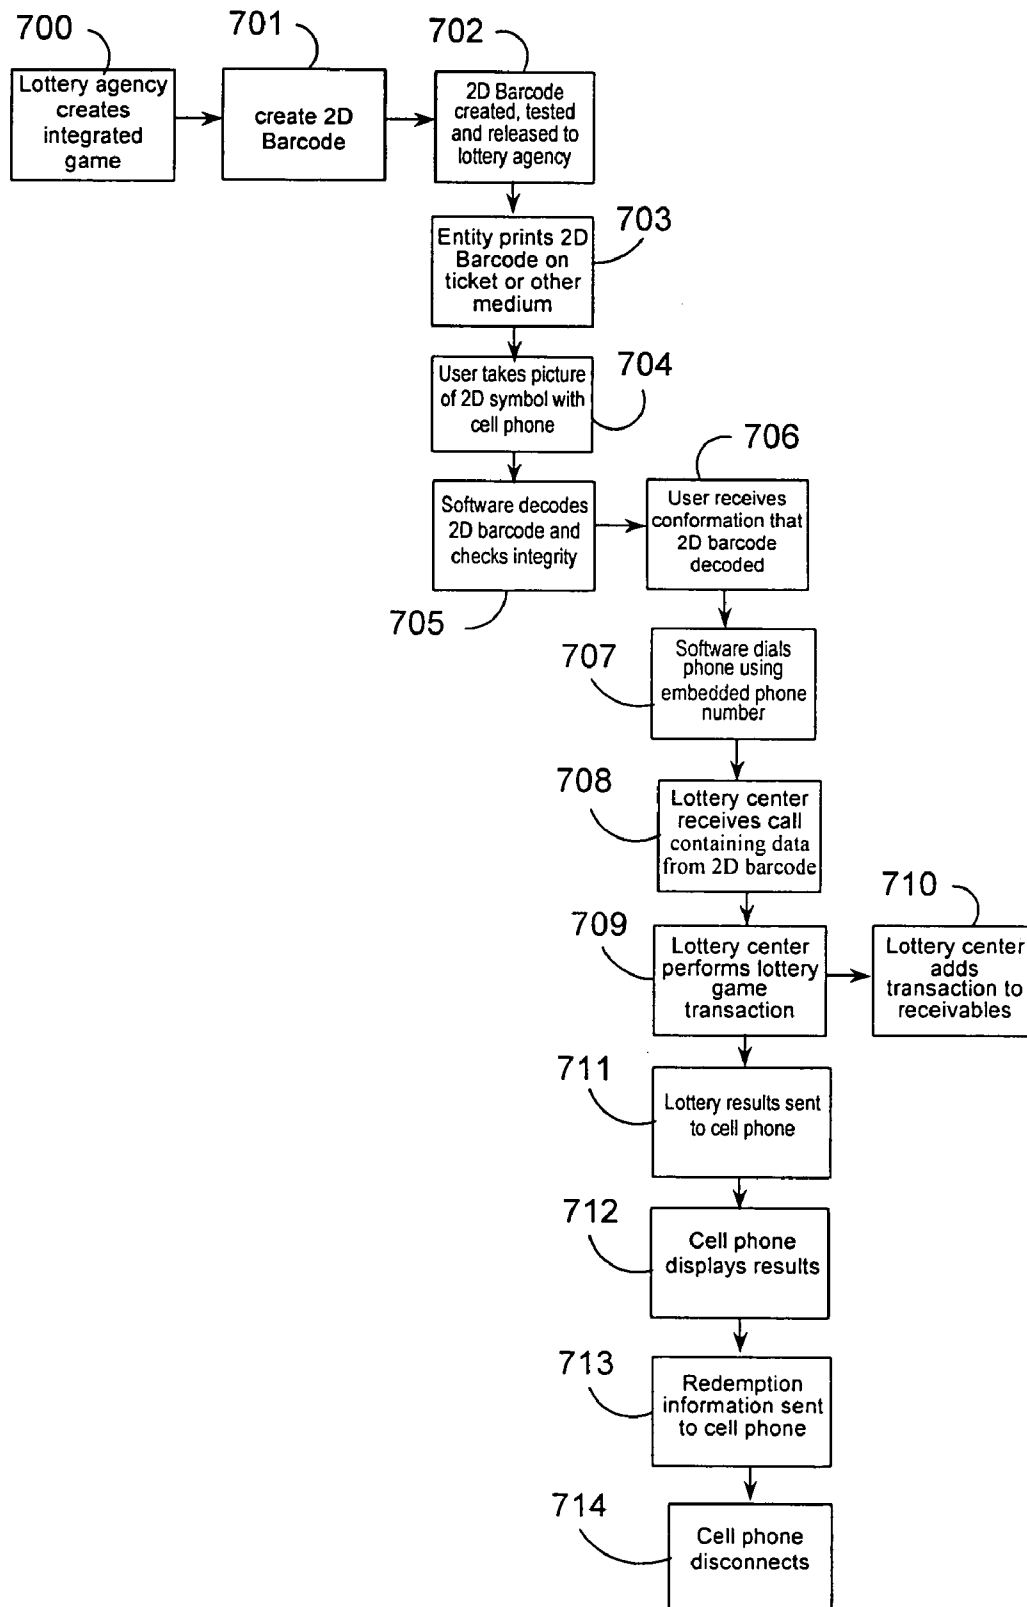 700
701
702
Lottery agency
creates
integrated
game
create 2D
Barcode
2D Barcode
created, tested
and released to
lottery agency
703
Entity prints 2D
Barcode on
ticket or other
medium
704
User takes picture
of 2D symbol with
cell phone
705
Software decodes
2D barcode and
checks integrity
706
User receives
conformation that
2D barcode
decoded
707
Software dials
phone using
embedded phone
number
708
Lottery center
receives call
containing data
from 2D barcode
709
Lottery center
performs lottery
game
transaction
710
Lottery center
adds
transaction to
receivables
711
Lottery results sent
to cell phone
712
Cell phone
displays results
713
Redemption
information sent
to cell phone
714
Cell phone
disconnects